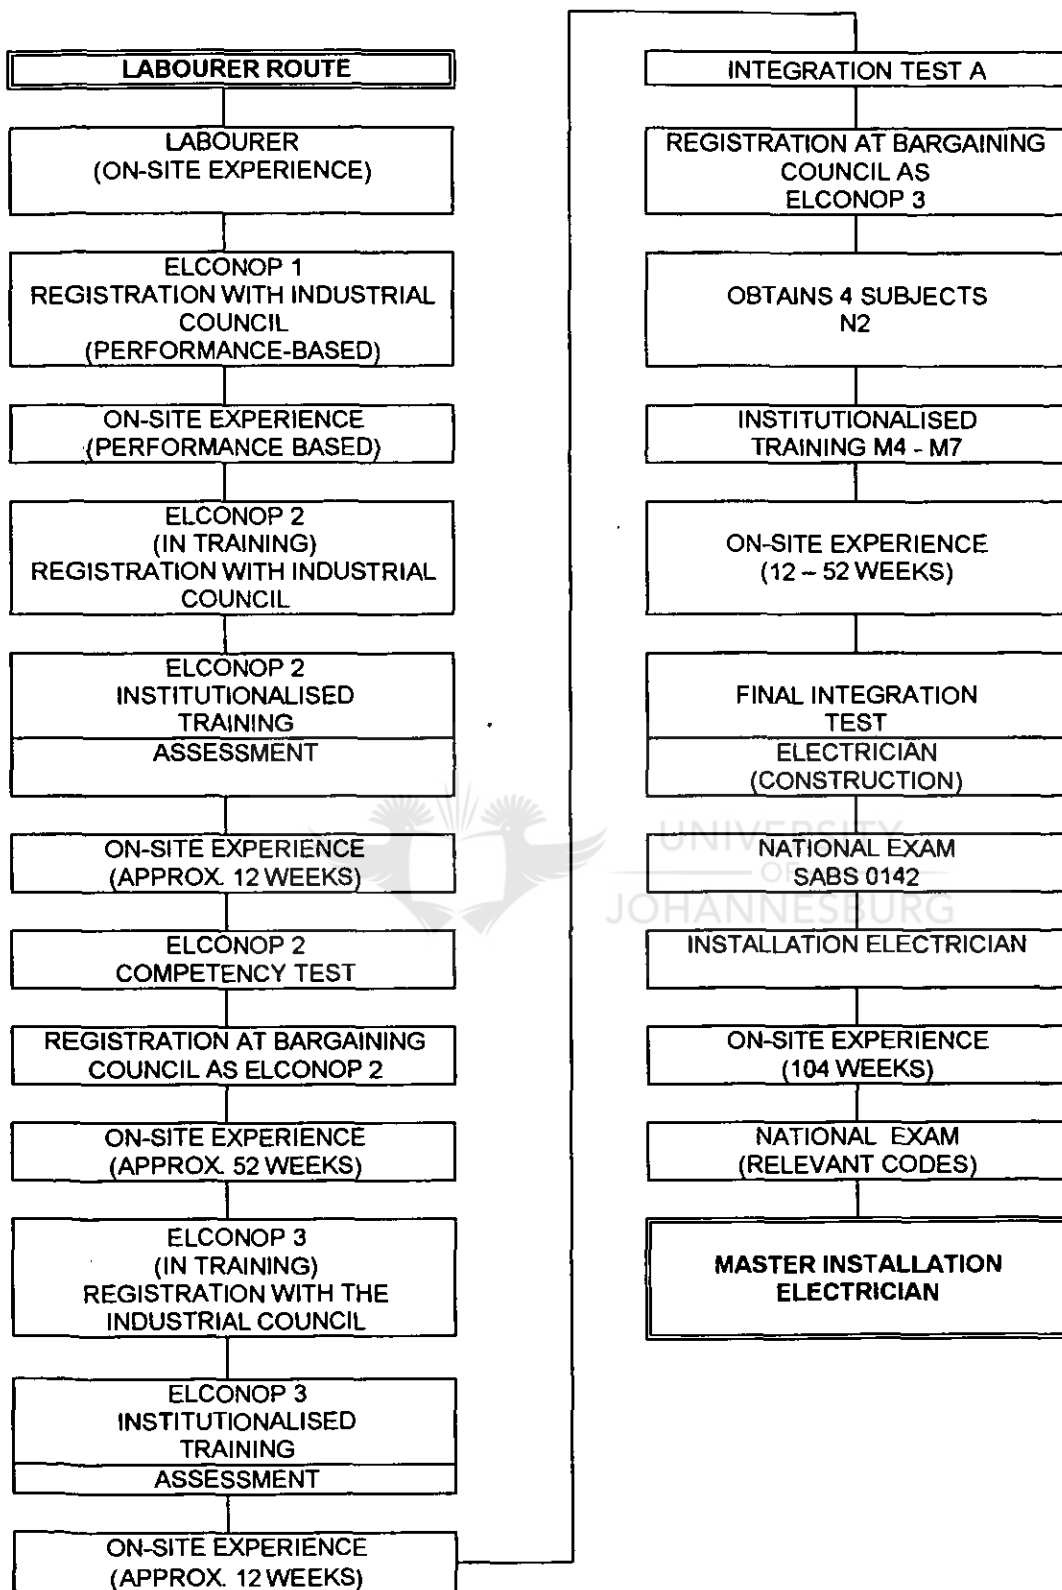 LABOURER ROUTE
LABOURER
(ON-SITE EXPERIENCE)
ELCONOP 1
REGISTRATION WITH INDUSTRIAL
COUNCIL
(PERFORMANCE-BASED)
ON-SITE EXPERIENCE
(PERFORMANCE BASED)
ELCONOP 2
(IN TRAINING)
REGISTRATION WITH INDUSTRIAL
COUNCIL
ELCONOP 2
INSTITUTIONALISED
TRAINING
ASSESSMENT
ON-SITE EXPERIENCE
(APPROX. 12 WEEKS)
ELCONOP 2
COMPETENCY TEST
REGISTRATION AT BARGAINING
COUNCIL AS ELCONOP 2
ON-SITE EXPERIENCE
(APPROX. 52 WEEKS)
ELCONOP 3
(IN TRAINING)
REGISTRATION WITH THE
INDUSTRIAL COUNCIL
ELCONOP 3
INSTITUTIONALISED
TRAINING
ASSESSMENT
ON-SITE EXPERIENCE
(APPROX. 12 WEEKS)
INTEGRATION TEST A
REGISTRATION AT BARGAINING
COUNCIL AS
ELCONOP 3
OBTAINS 4 SUBJECTS
N2
INSTITUTIONALISED
TRAINING M4 - M7
ON-SITE EXPERIENCE
(12 – 52 WEEKS)
FINAL INTEGRATION
TEST
ELECTRICIAN
(CONSTRUCTION)
NATIONAL EXAM
SABS 0142
INSTALLATION ELECTRICIAN
ON-SITE EXPERIENCE
(104 WEEKS)
NATIONAL EXAM
(RELEVANT CODES)
MASTER INSTALLATION
ELECTRICIAN
UNIVERSITY
OF
JOHANNESBURG